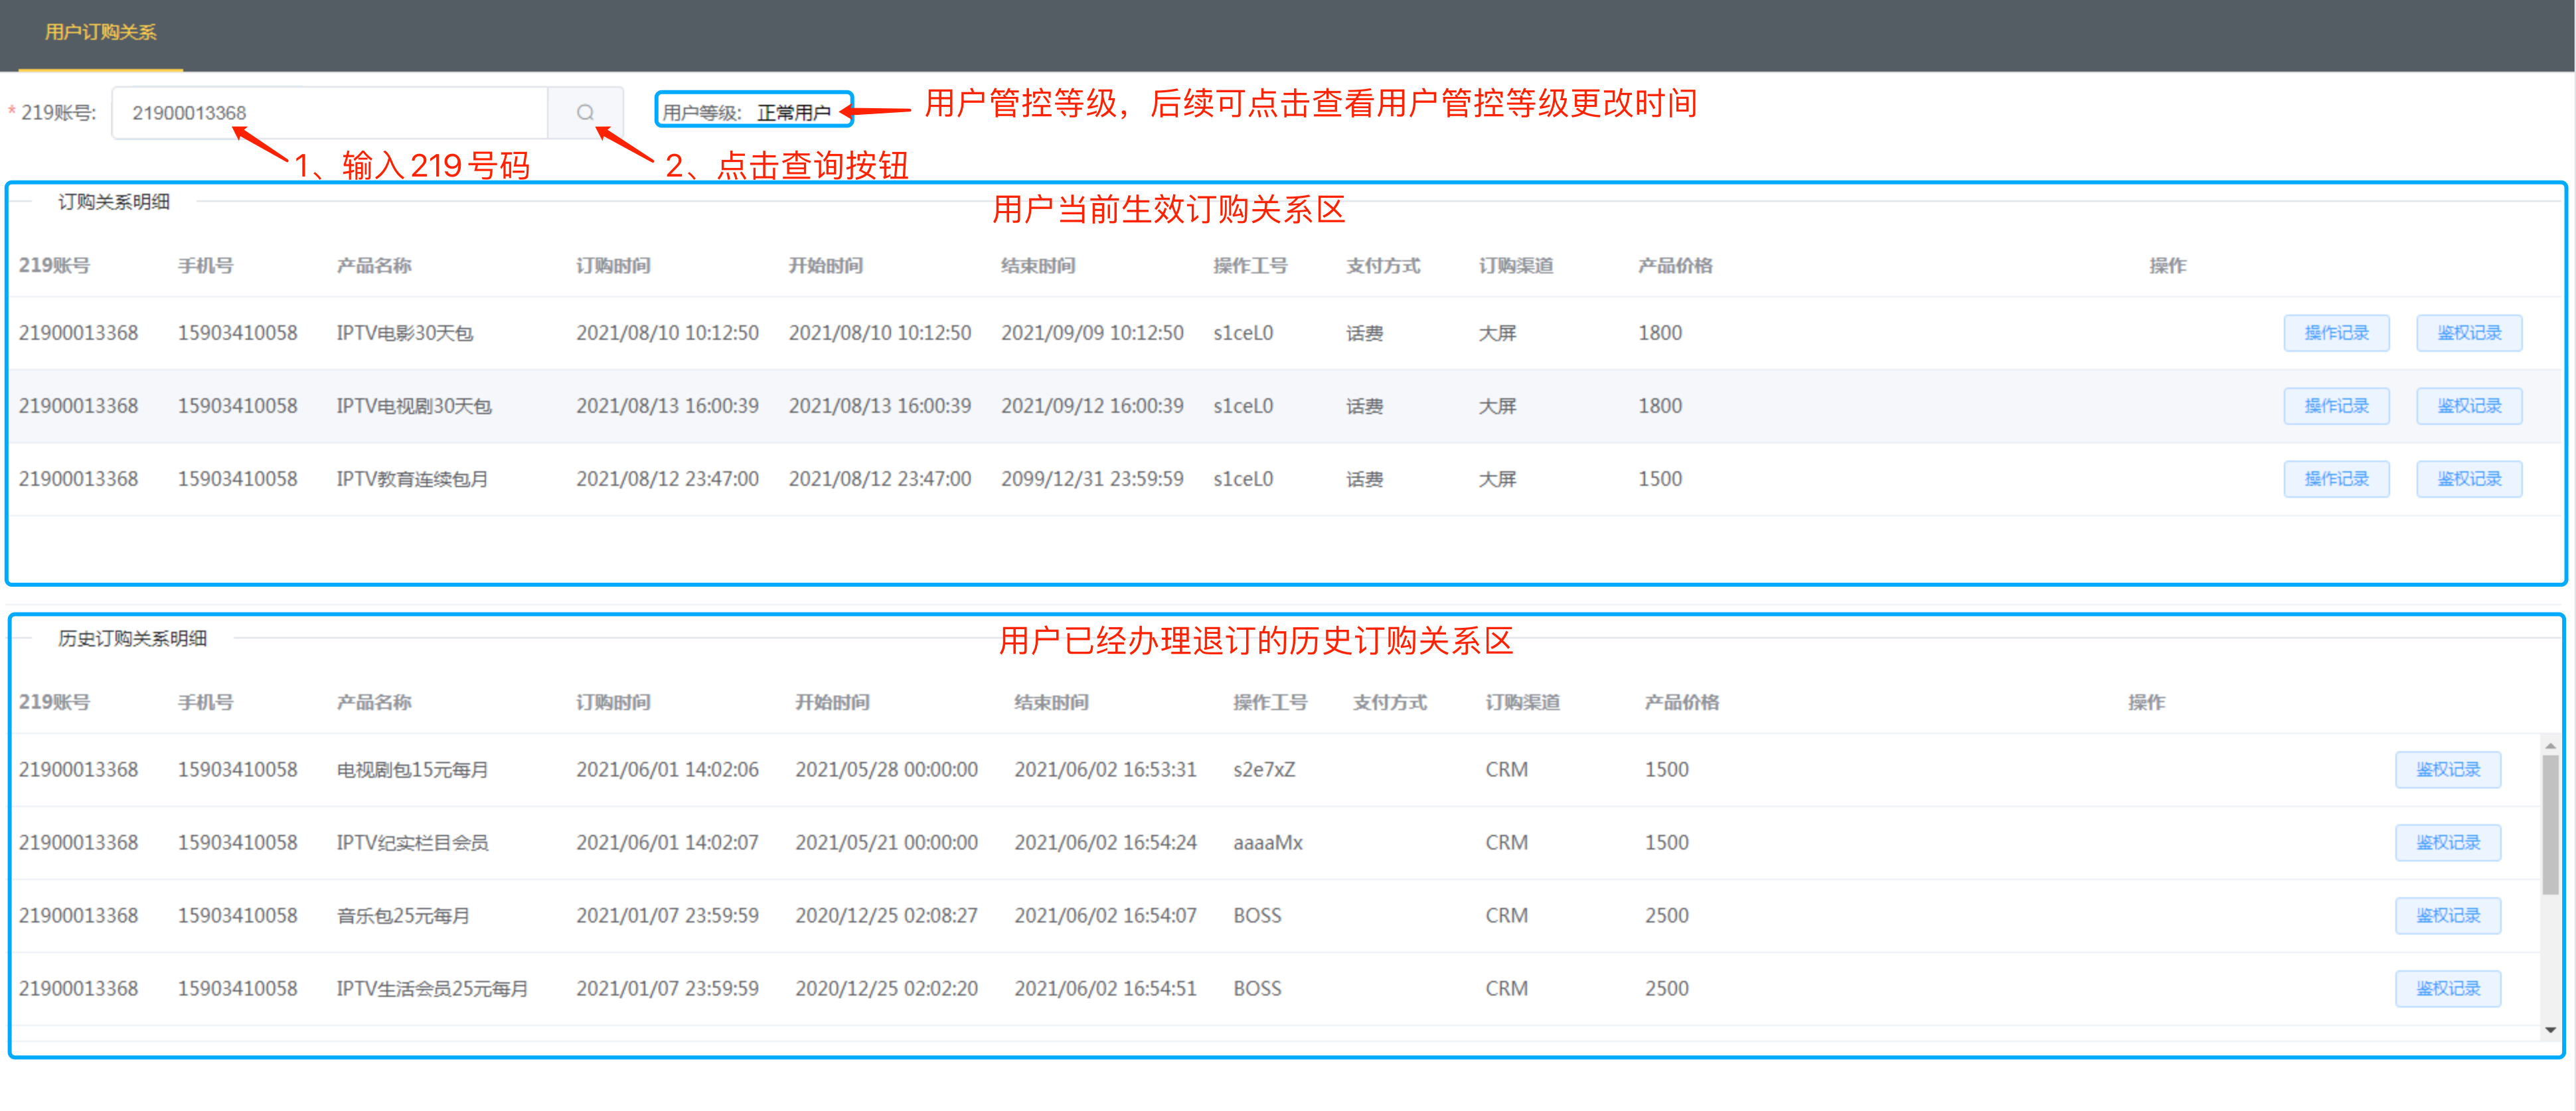 用户订购关系
* 219账号: 21900013368 用户等级: 正常用户 用户管控等级，后续可点击查看用户管控等级更改时间
1、输入219号码 2、点击查询按钮
订购关系明细 用户当前生效订购关系区
219账号 手机号 产品名称 订购时间 开始时间 结束时间 操作工号 支付方式 订购渠道 产品价格 操作
21900013368 15903410058 IPTV电影30天包 2021/08/10 10:12:50 2021/08/10 10:12:50 2021/09/09 10:12:50 s1ceL0 话费 大屏 1800 操作记录 鉴权记录
21900013368 15903410058 IPTV电视剧30天包 2021/08/13 16:00:39 2021/08/13 16:00:39 2021/09/12 16:00:39 s1ceL0 话费 大屏 1800 操作记录 鉴权记录
21900013368 15903410058 IPTV教育连续包月 2021/08/12 23:47:00 2021/08/12 23:47:00 2099/12/31 23:59:59 s1ceL0 话费 大屏 1500 操作记录 鉴权记录
历史订购关系明细 用户已经办理退订的历史订购关系区
219账号 手机号 产品名称 订购时间 开始时间 结束时间 操作工号 支付方式 订购渠道 产品价格 操作
21900013368 15903410058 电视剧包15元每月 2021/06/01 14:02:06 2021/05/28 00:00:00 2021/06/02 16:53:31 s2e7xZ CRM 1500 鉴权记录
21900013368 15903410058 IPTV纪实栏目会员 2021/06/01 14:02:07 2021/05/21 00:00:00 2021/06/02 16:54:24 aaaaMx CRM 1500 鉴权记录
21900013368 15903410058 音乐包25元每月 2021/01/07 23:59:59 2020/12/25 02:08:27 2021/06/02 16:54:07 BOSS CRM 2500 鉴权记录
21900013368 15903410058 IPTV生活会员25元每月 2021/01/07 23:59:59 2020/12/25 02:02:20 2021/06/02 16:54:51 BOSS CRM 2500 鉴权记录